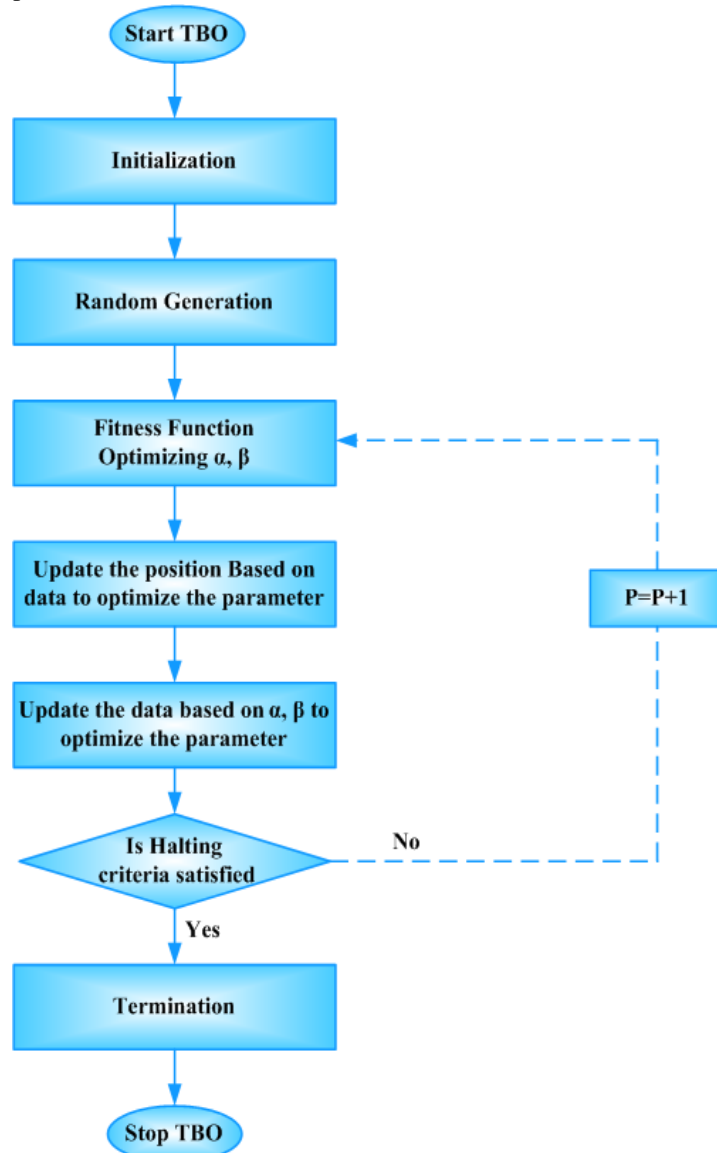 Start TBO
Initialization
Random Generation
Fitness Function
Optimizing α, β
Update the position Based on
data to optimize the parameter
P=P+1
Update the data based on α, β to
optimize the parameter
Is Halting
criteria satisfied
No
Yes
Termination
Stop TBO